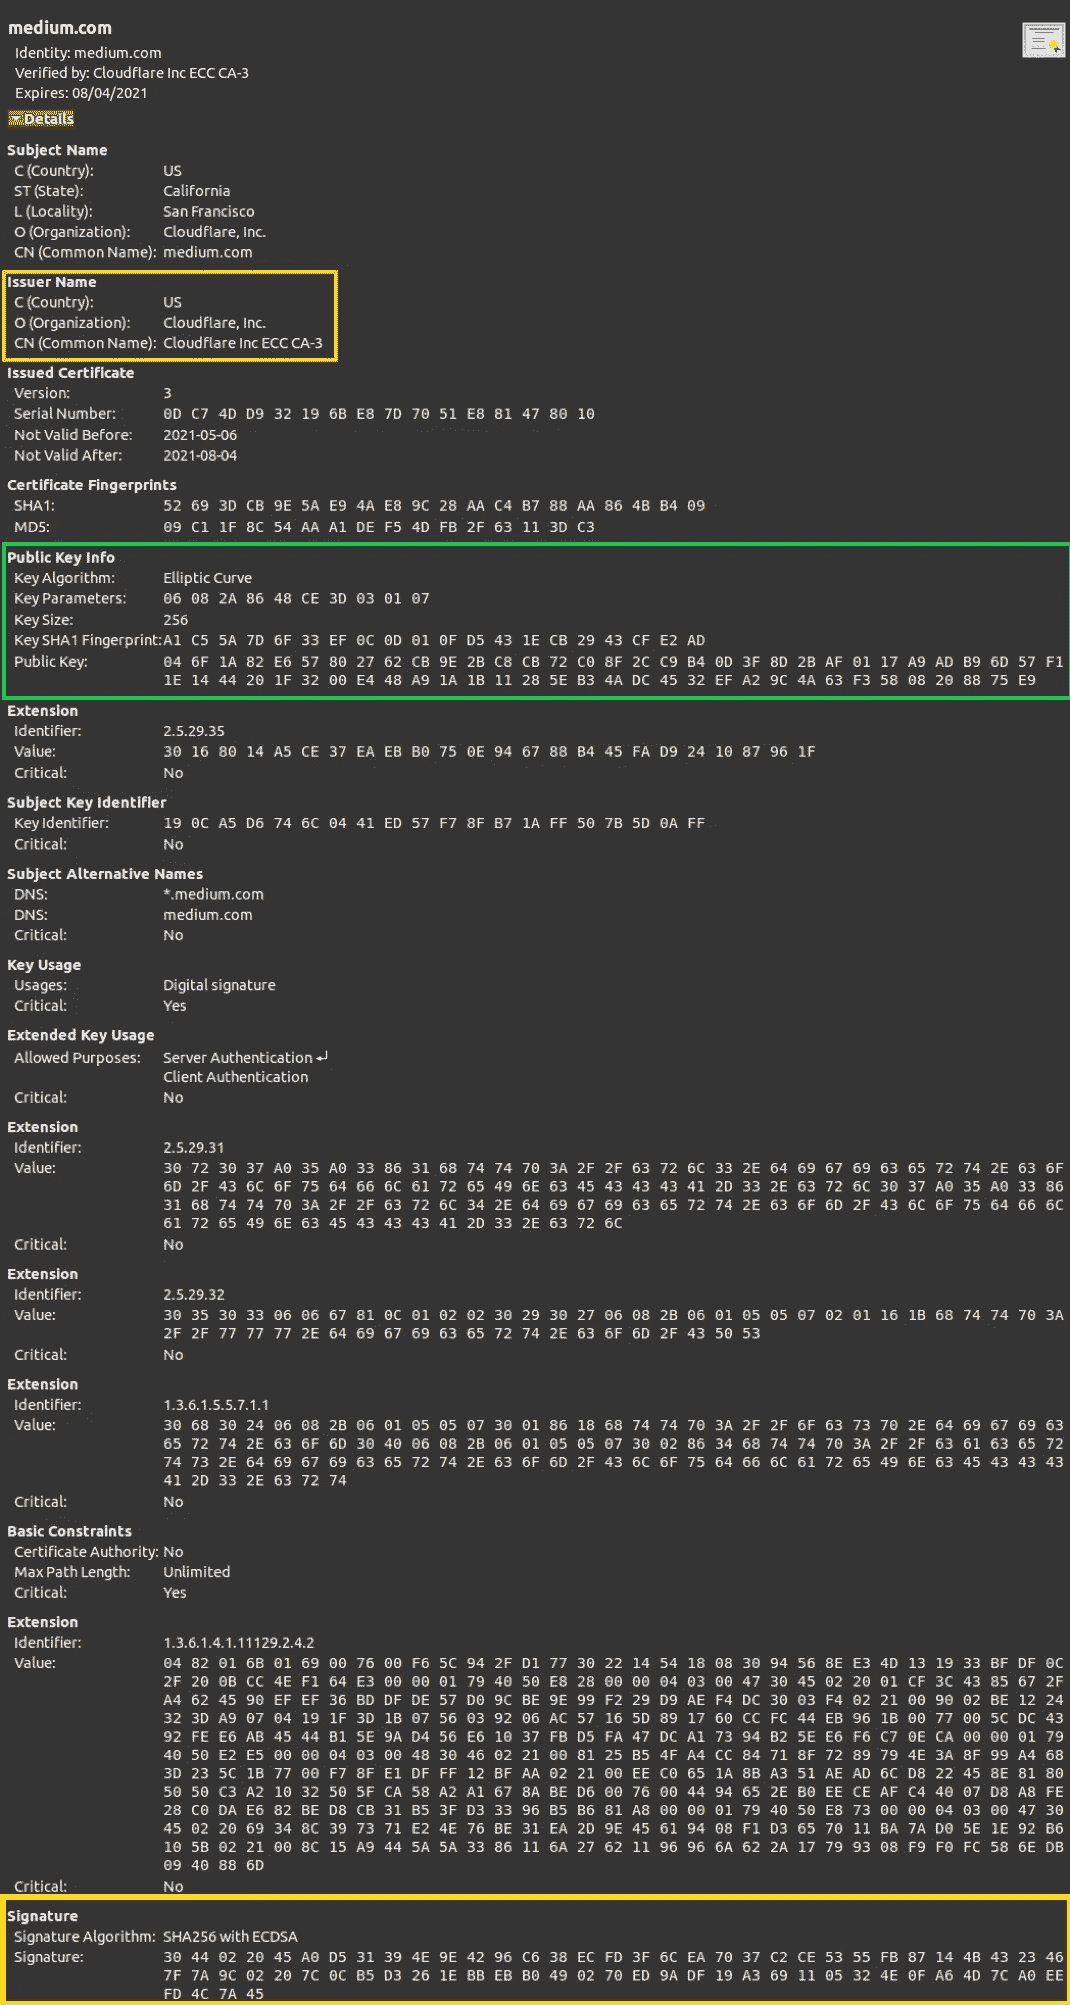 medium.com
Identity: medium.com
Verified by: Cloudflare Inc ECC CA-3
Expires: 08/04/2021
Details
Subject Name
C (Country): US
ST (State): California
L (Locality): San Francisco
O (Organization): Cloudflare, Inc.
CN (Common Name): medium.com
Issuer Name
C (Country): US
O (Organization): Cloudflare, Inc.
CN (Common Name): Cloudflare Inc ECC CA-3
Issued Certificate
Version: 3
Serial Number: 0D C7 4D D9 32 19 6B E8 7D 70 51 E8 81 47 80 10
Not Valid Before: 2021-05-06
Not Valid After: 2021-08-04
Certificate Fingerprints
SHA1: 52 69 3D CB 9E 5A E9 4A E8 9C 28 AA C4 B7 88 AA 86 4B B4 09
MD5: 09 C1 1F 8C 54 AA A1 DE F5 4D FB 2F 63 11 3D C3
Public Key Info
Key Algorithm: Elliptic Curve
Key Parameters: 06 08 2A 86 48 CE 3D 03 01 07
Key Size: 256
Key SHA1 Fingerprint: A1 C5 5A 7D 6F 33 EF 0C 0D 01 0F D5 43 1E CB 29 43 CF E2 AD
Public Key: 04 6F 1A 82 E6 57 80 27 62 CB 9E 2B C8 CB 72 C0 8F 2C C9 B4 0D 3F 8D 2B AF 01 17 A9 AD B9 6D 57 F1
1E 14 44 20 1F 32 00 E4 48 A9 1A 1B 11 28 5E B3 4A DC 45 32 EF A2 9C 4A 63 F3 58 08 20 88 75 E9
Extension
Identifier: 2.5.29.35
Value: 30 16 80 14 A5 CE 37 EA EB B0 75 0E 94 67 88 B4 45 FA D9 24 10 87 96 1F
Critical: No
Subject Key Identifier
Key Identifier: 19 0C A5 D6 74 6C 04 41 ED 57 F7 8F B7 1A FF 50 7B 5D 0A FF
Critical: No
Subject Alternative Names
DNS: *.medium.com
DNS: medium.com
Critical: No
Key Usage
Usages: Digital signature
Critical: Yes
Extended Key Usage
Allowed Purposes: Server Authentication ↵
Client Authentication
Critical: No
Extension
Identifier: 2.5.29.31
Value: 30 72 30 37 A0 35 A0 33 86 31 68 74 74 70 3A 2F 2F 63 72 6C 33 2E 64 69 67 69 63 65 72 74 2E 63 6F
6D 2F 43 6C 6F 75 64 66 6C 61 72 65 49 6E 63 45 43 43 43 41 2D 33 2E 63 72 6C 30 37 A0 35 A0 33 86
31 68 74 74 70 3A 2F 2F 63 72 6C 34 2E 64 69 67 69 63 65 72 74 2E 63 6F 6D 2F 43 6C 6F 75 64 66 6C
61 72 65 49 6E 63 45 43 43 43 41 2D 33 2E 63 72 6C
Critical: No
Extension
Identifier: 2.5.29.32
Value: 30 35 30 33 06 06 67 81 0C 01 02 02 30 29 30 27 06 08 2B 06 01 05 05 07 02 01 16 1B 68 74 74 70 3A
2F 2F 77 77 77 2E 64 69 67 69 63 65 72 74 2E 63 6F 6D 2F 43 50 53
Critical: No
Extension
Identifier: 1.3.6.1.5.5.7.1.1
Value: 30 68 30 24 06 08 2B 06 01 05 05 07 30 01 86 18 68 74 74 70 3A 2F 2F 6F 63 73 70 2E 64 69 67 69 63
65 72 74 2E 63 6F 6D 30 40 06 08 2B 06 01 05 05 07 30 02 86 34 68 74 74 70 3A 2F 2F 63 61 63 65 72
74 73 2E 64 69 67 69 63 65 72 74 2E 63 6F 6D 2F 43 6C 6F 75 64 66 6C 61 72 65 49 6E 63 45 43 43 43
41 2D 33 2E 63 72 74
Critical: No
Basic Constraints
Certificate Authority: No
Max Path Length: Unlimited
Critical: Yes
Extension
Identifier: 1.3.6.1.4.1.11129.2.4.2
Value: 04 82 01 6B 01 69 00 76 00 F6 5C 94 2F D1 77 30 22 14 54 18 08 30 94 56 8E E3 4D 13 19 33 BF DF 0C
2F 20 0B CC 4E F1 64 E3 00 00 01 79 40 50 E8 28 00 00 04 03 00 47 30 45 02 20 01 CF 3C 43 85 67 2F
A4 62 45 90 EF EF 36 BD DF DE 57 D0 9C BE 9E 99 F2 29 D9 AE F4 DC 30 03 F4 02 21 00 90 02 BE 12 24
32 3D A9 07 04 19 1F 3D 1B 07 56 03 92 06 AC 57 16 5D 89 17 60 CC FC 44 EB 96 1B 00 77 00 5C DC 43
92 FE E6 AB 45 44 B1 5E 9A D4 56 E6 10 37 FB D5 FA 47 DC A1 73 94 B2 5E E6 F6 C7 0E CA 00 00 01 79
40 50 E2 E5 00 00 04 03 00 48 30 46 02 21 00 81 25 B5 4F A4 CC 84 71 8F 72 89 79 4E 3A 8F 99 A4 68
3D 23 5C 1B 77 00 F7 8F E1 DF FF 12 BF AA 02 21 00 EE C0 65 1A 8B A3 51 AE AD 6C D8 22 45 8E 81 80
50 50 C3 A2 10 32 50 5F CA 58 A2 A1 67 8A BE D6 00 76 00 44 94 65 2E B0 EE CE AF C4 40 07 D8 A8 FE
28 C0 DA E6 82 BE D8 CB 31 B5 3F D3 33 96 B5 B6 81 A8 00 00 01 79 40 50 E8 73 00 00 04 03 00 47 30
45 02 20 69 34 8C 39 73 71 E2 4E 76 BE 31 EA 2D 9E 45 61 94 08 F1 D3 65 70 11 BA 7A D0 5E 1E 92 B6
10 5B 02 21 00 8C 15 A9 44 5A 5A 33 86 11 6A 27 62 11 96 96 6A 62 2A 17 79 93 08 F9 F0 FC 58 6E DB
09 40 88 6D
Critical: No
Signature
Signature Algorithm: SHA256 with ECDSA
Signature: 30 44 02 20 45 A0 D5 31 39 4E 9E 42 96 C6 38 EC FD 3F 6C EA 70 37 C2 CE 53 55 FB 87 14 4B 43 23 46
7F 7A 9C 02 20 7C 0C B5 D3 26 1E BB EB B0 49 02 70 ED 9A DF 19 A3 69 11 05 32 4E 0F A6 4D 7C A0 EE
FD 4C 7A 45